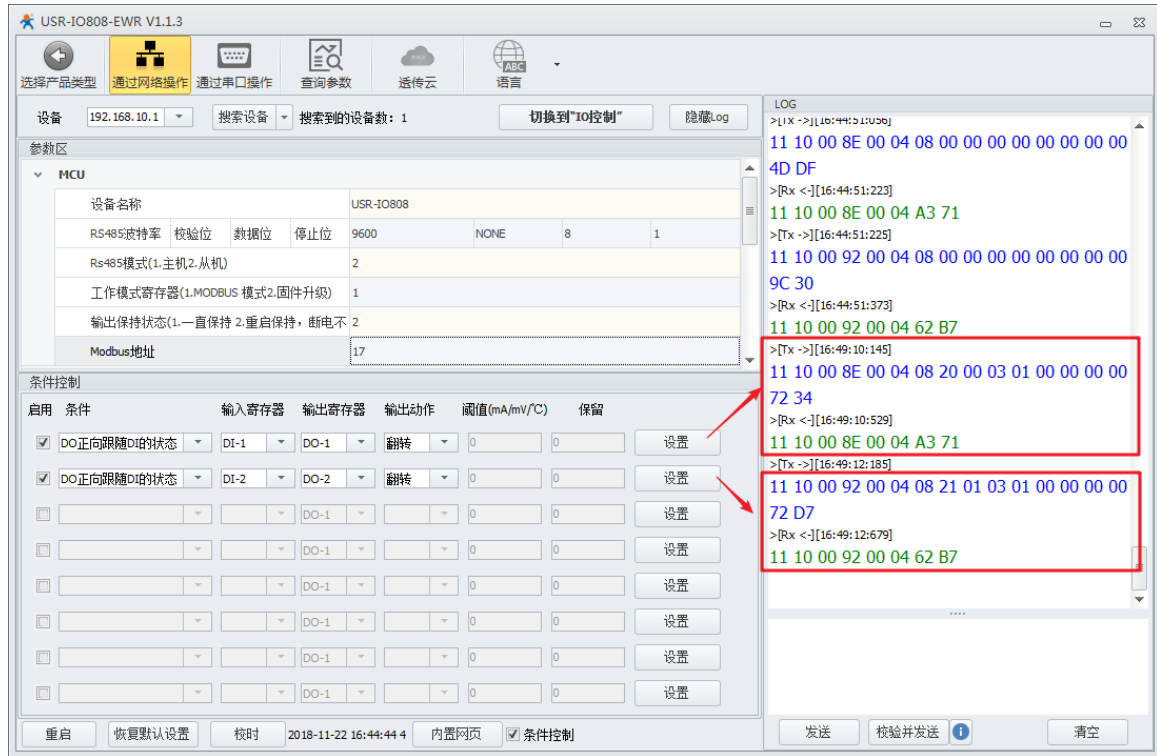 USR-IO808-EWR V1.1.3
选择产品类型 通过网络操作 通过串口操作 查询参数 透传云 ABC 语言
设备 192.168.10.1 搜索设备 搜索到的设备数: 1 切换到"IO控制" 隐藏Log
参数区
MCU
设备名称 USR-IO808
RS485波特率 校验位 数据位 停止位 9600 NONE 8 1
Rs485模式(1.主机2.从机) 2
工作模式寄存器(1.MODBUS 模式2.固件升级) 1
输出保持状态(1.一直保持 2.重启保持，断电不 2
Modbus地址 17
条件控制
启用 条件 输入寄存器 输出寄存器 输出动作 阈值(mA/mV/℃) 保留
DO正向跟随DI的状态 DI-1 DO-1 翻转 0 0 设置
DO正向跟随DI的状态 DI-2 DO-2 翻转 0 0 设置
DO-1 0 0 设置
DO-1 0 0 设置
DO-1 0 0 设置
DO-1 0 0 设置
DO-1 0 0 设置
DO-1 0 0 设置
重启 恢复默认设置 校时 2018-11-22 16:44:44 4 内置网页 条件控制
LOG
>[Tx ->][16:44:51:056]
11 10 00 8E 00 04 08 00 00 00 00 00 00 00 00
4D DF
>[Rx <-][16:44:51:223]
11 10 00 8E 00 04 A3 71
>[Tx ->][16:44:51:225]
11 10 00 92 00 04 08 00 00 00 00 00 00 00 00
9C 30
>[Rx <-][16:44:51:373]
11 10 00 92 00 04 62 B7
>[Tx ->][16:49:10:145]
11 10 00 8E 00 04 08 20 00 03 01 00 00 00 00
72 34
>[Rx <-][16:49:10:529]
11 10 00 8E 00 04 A3 71
>[Tx ->][16:49:12:185]
11 10 00 92 00 04 08 21 01 03 01 00 00 00 00
72 D7
>[Rx <-][16:49:12:679]
11 10 00 92 00 04 62 B7
发送 校验并发送 清空